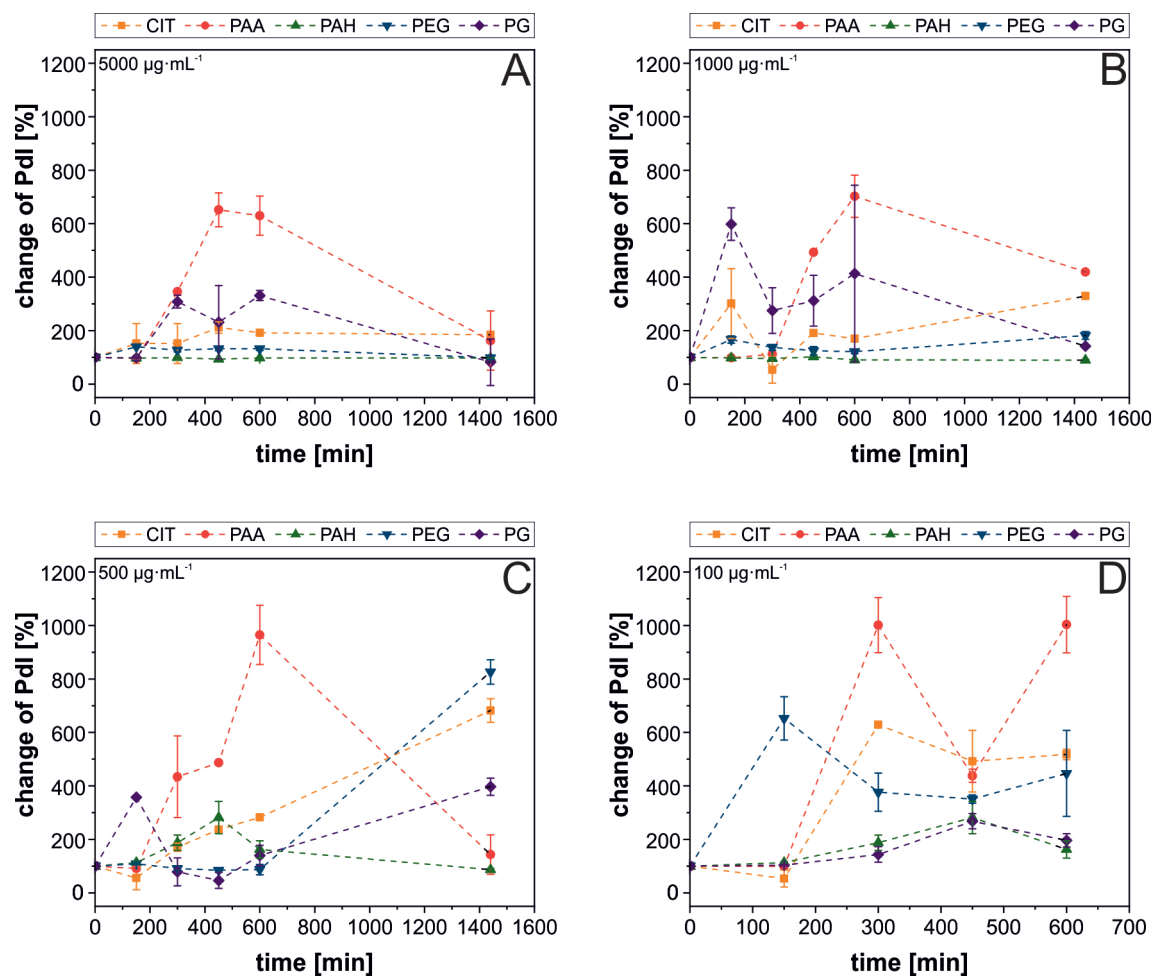 CIT PAA PAH PEG PG
5000 µg·mL⁻¹
A
1200
1000
800
600
400
200
0
change of PdI [%]
0 200 400 600 800 1000 1200 1400 1600
time [min]
CIT PAA PAH PEG PG
1000 µg·mL⁻¹
B
1200
1000
800
600
400
200
0
change of PdI [%]
0 200 400 600 800 1000 1200 1400 1600
time [min]
CIT PAA PAH PEG PG
500 µg·mL⁻¹
C
1200
1000
800
600
400
200
0
change of PdI [%]
0 200 400 600 800 1000 1200 1400 1600
time [min]
CIT PAA PAH PEG PG
100 µg·mL⁻¹
D
1200
1000
800
600
400
200
0
change of PdI [%]
0 100 200 300 400 500 600 700
time [min]